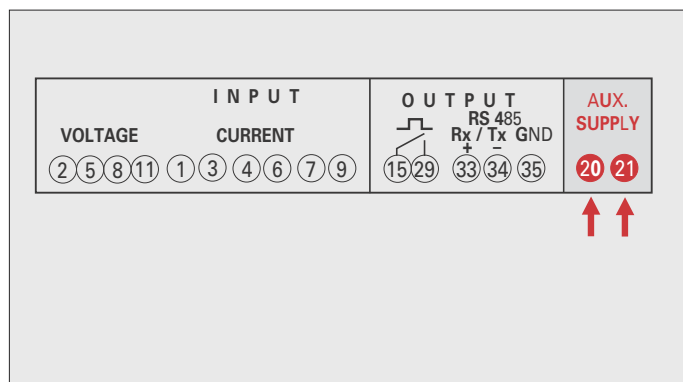 INPUT
VOLTAGE CURRENT
2 5 8 11 1 3 4 6 7 9
OUTPUT
RS 485
Rx / Tx GND
+ –
15 29 33 34 35
AUX.
SUPPLY
20 21